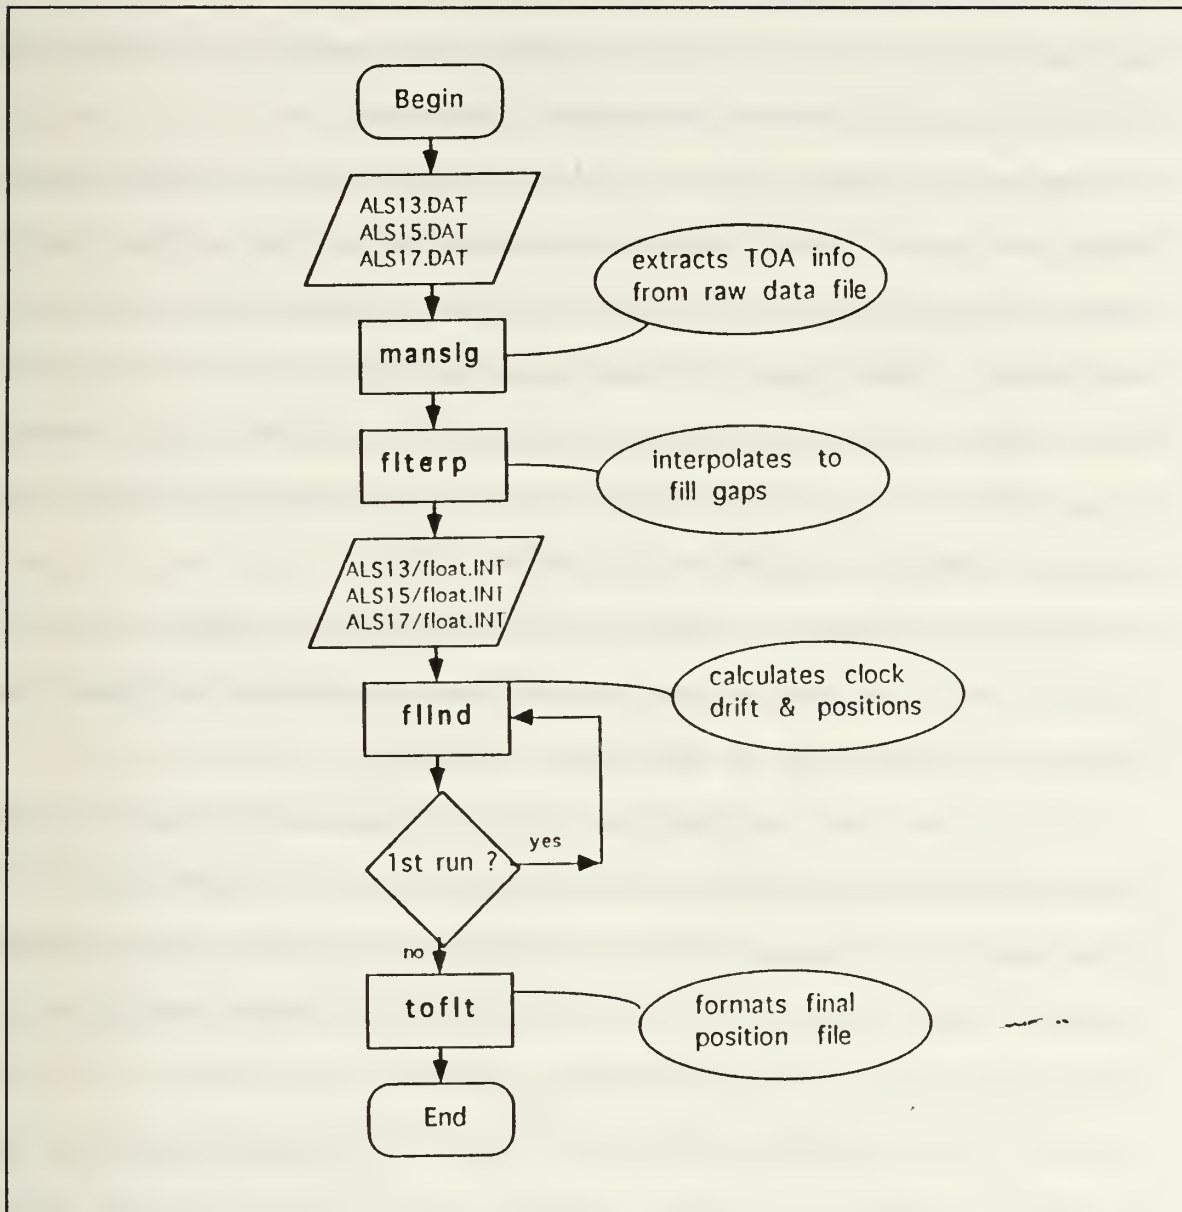 Begin
ALS13.DAT
ALS15.DAT
ALS17.DAT
extracts TOA info
from raw data file
mansig
flterp
interpolates to
fill gaps
ALS13/float.INT
ALS15/float.INT
ALS17/float.INT
calculates clock
drift & positions
flind
1st run ?
yes
no
toflt
formats final
position file
End